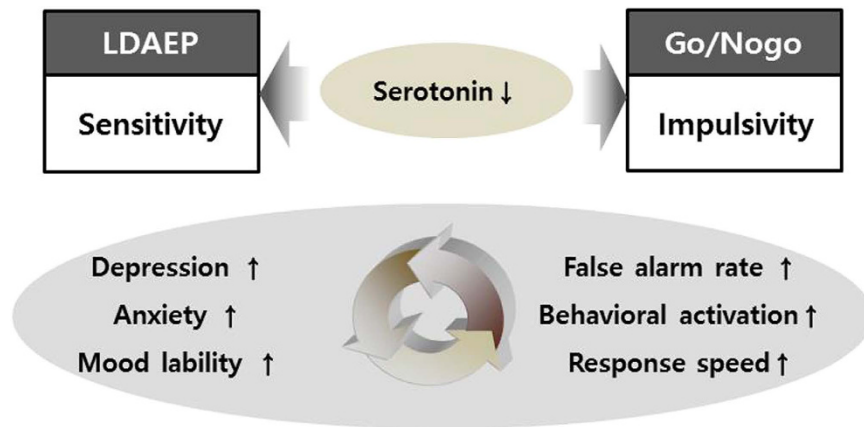 LDAEP
Sensitivity
Serotonin ↓
Go/Nogo
Impulsivity
Depression ↑
Anxiety ↑
Mood lability ↑
False alarm rate ↑
Behavioral activation ↑
Response speed ↑